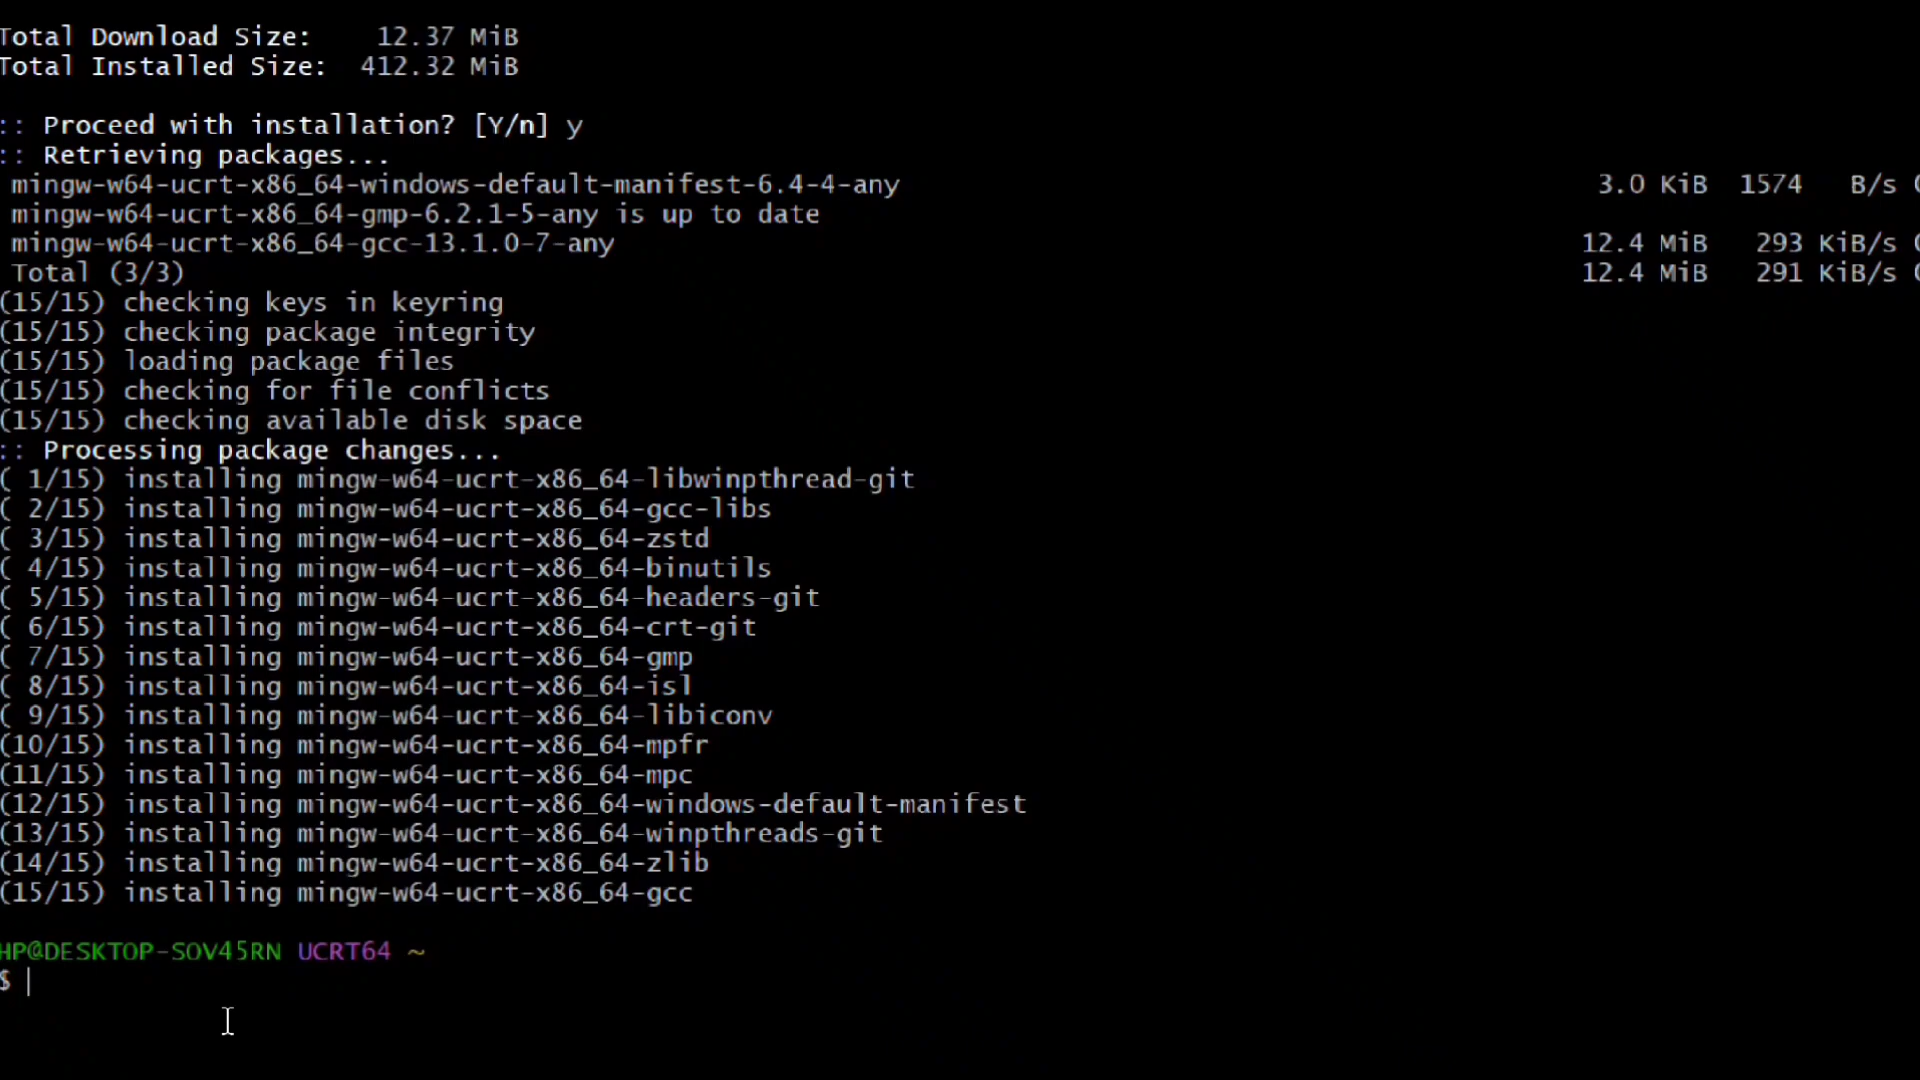 Total Download Size: 12.37 MiB
Total Installed Size: 412.32 MiB
:: Proceed with installation? [Y/n] y
:: Retrieving packages...
mingw-w64-ucrt-x86_64-windows-default-manifest-6.4-4-any 3.0 KiB 1574 B/s
mingw-w64-ucrt-x86_64-gmp-6.2.1-5-any is up to date
mingw-w64-ucrt-x86_64-gcc-13.1.0-7-any 12.4 MiB 293 KiB/s
Total (3/3) 12.4 MiB 291 KiB/s
(15/15) checking keys in keyring
(15/15) checking package integrity
(15/15) loading package files
(15/15) checking for file conflicts
(15/15) checking available disk space
:: Processing package changes...
( 1/15) installing mingw-w64-ucrt-x86_64-libwinpthread-git
( 2/15) installing mingw-w64-ucrt-x86_64-gcc-libs
( 3/15) installing mingw-w64-ucrt-x86_64-zstd
( 4/15) installing mingw-w64-ucrt-x86_64-binutils
( 5/15) installing mingw-w64-ucrt-x86_64-headers-git
( 6/15) installing mingw-w64-ucrt-x86_64-crt-git
( 7/15) installing mingw-w64-ucrt-x86_64-gmp
( 8/15) installing mingw-w64-ucrt-x86_64-isl
( 9/15) installing mingw-w64-ucrt-x86_64-libiconv
(10/15) installing mingw-w64-ucrt-x86_64-mpfr
(11/15) installing mingw-w64-ucrt-x86_64-mpc
(12/15) installing mingw-w64-ucrt-x86_64-windows-default-manifest
(13/15) installing mingw-w64-ucrt-x86_64-winpthreads-git
(14/15) installing mingw-w64-ucrt-x86_64-zlib
(15/15) installing mingw-w64-ucrt-x86_64-gcc
HP@DESKTOP-SOV45RN UCRT64 ~
$